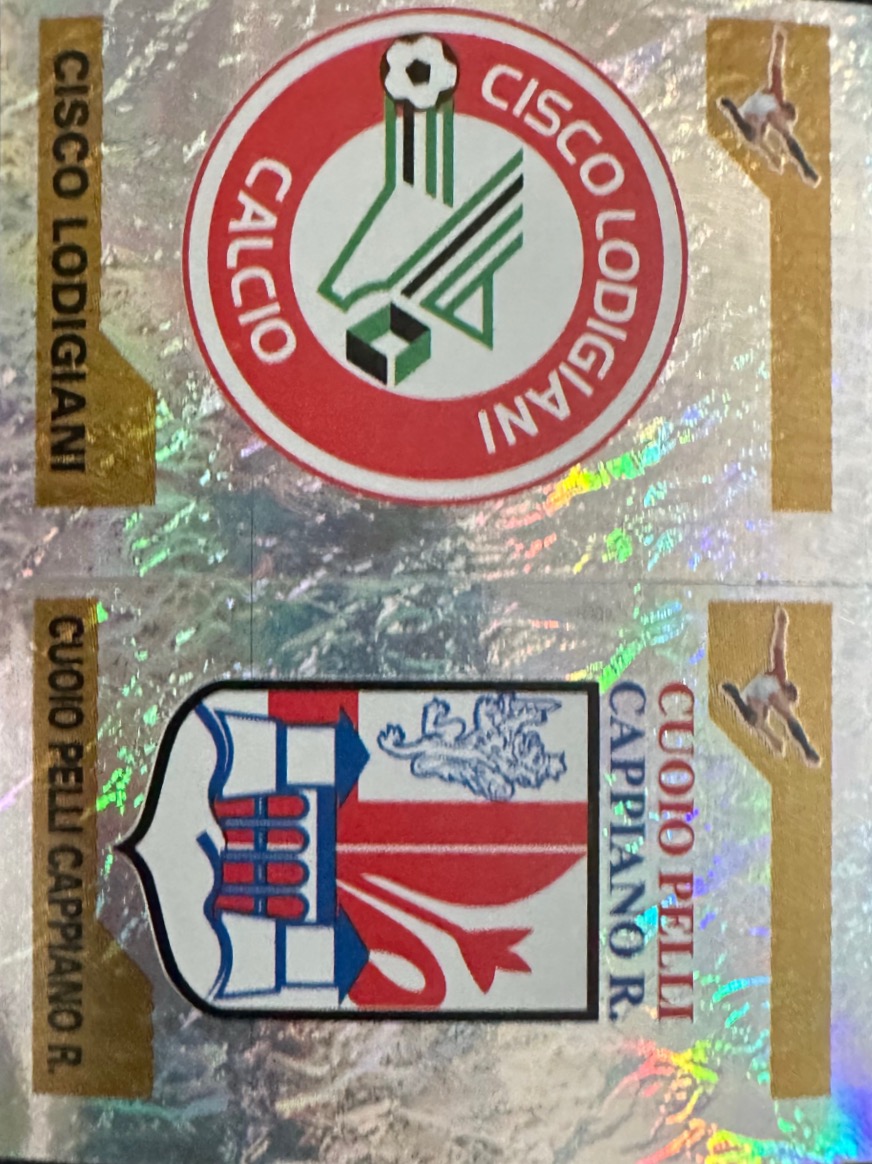 CISCO LODIGIANI
CALCIO
CISCO LODIGIANI
CUOIO PELLI
CAPPIANO R.
CUOIO PELLI CAPPIANO R.